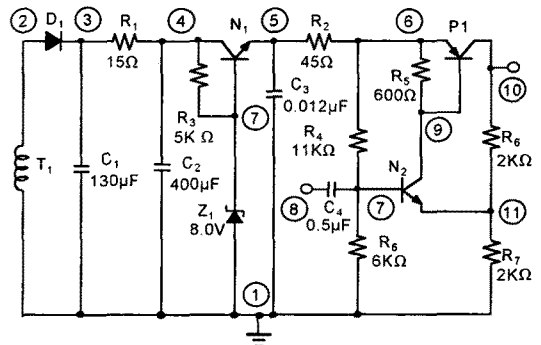 2 D1 3 R1 4 N1 5 R2 6 P1
15Ω 45Ω
R3 5KΩ
C3 0.012µF
R5 600Ω
10
7
R4 11KΩ
9
R6 2KΩ
T1
C1 130µF
C2 400µF
N2
Z1 8.0V
8 C4 0.5µF
7
11
R6 6KΩ
R7 2KΩ
1